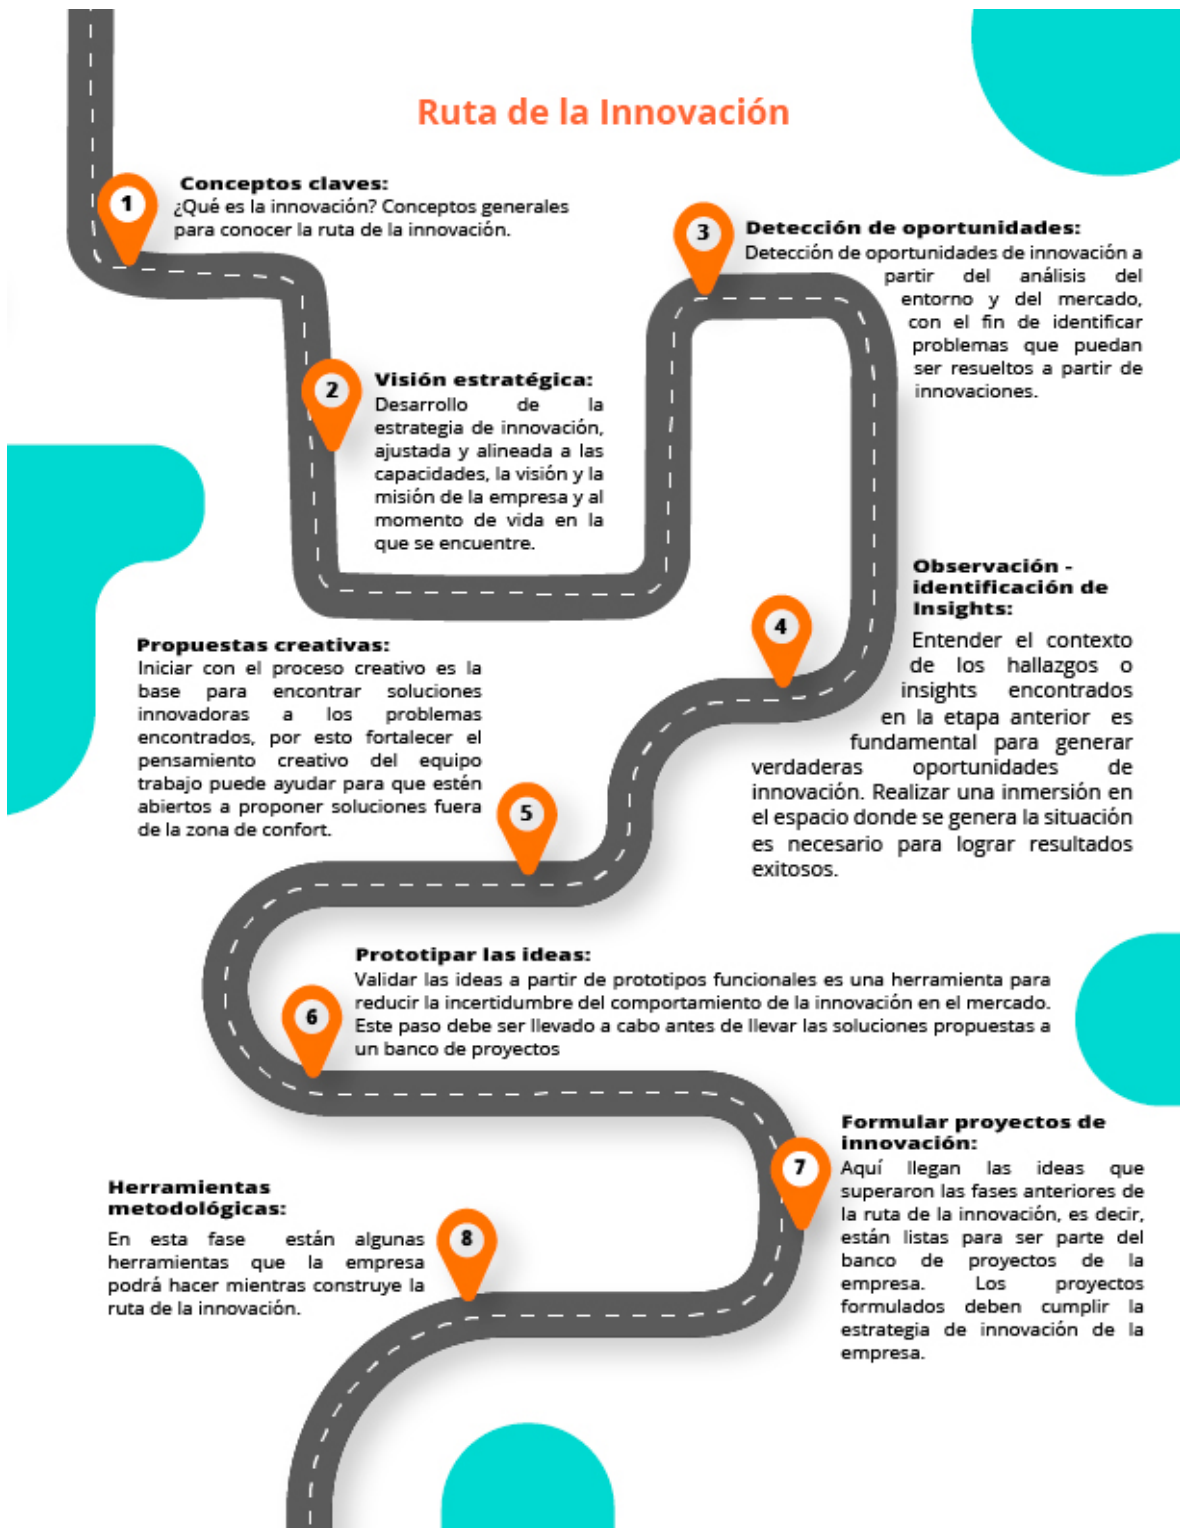 Ruta de la Innovación
1
Conceptos claves:
¿Qué es la innovación? Conceptos generales
para conocer la ruta de la innovación.
2
Visión estratégica:
Desarrollo de la
estrategia de innovación,
ajustada y alineada a las
capacidades, la visión y la
misión de la empresa y al
momento de vida en la
que se encuentre.
3
Detección de oportunidades:
Detección de oportunidades de innovación a
partir del análisis del
entorno y del mercado,
con el fin de identificar
problemas que puedan
ser resueltos a partir de
innovaciones.
4
Observación -
identificación de
Insights:
Entender el contexto
de los hallazgos o
insights encontrados
en la etapa anterior es
fundamental para generar
verdaderas oportunidades de
innovación. Realizar una inmersión en
el espacio donde se genera la situación
es necesario para lograr resultados
exitosos.
Propuestas creativas:
Iniciar con el proceso creativo es la
base para encontrar soluciones
innovadoras a los problemas
encontrados, por esto fortalecer el
pensamiento creativo del equipo
trabajo puede ayudar para que estén
abiertos a proponer soluciones fuera
de la zona de confort.
5
Prototipar las ideas:
Validar las ideas a partir de prototipos funcionales es una herramienta para
reducir la incertidumbre del comportamiento de la innovación en el mercado.
Este paso debe ser llevado a cabo antes de llevar las soluciones propuestas a
un banco de proyectos
6
7
Formular proyectos de
innovación:
Aquí llegan las ideas que
superaron las fases anteriores de
la ruta de la innovación, es decir,
están listas para ser parte del
banco de proyectos de la
empresa. Los proyectos
formulados deben cumplir la
estrategia de innovación de la
empresa.
Herramientas
metodológicas:
En esta fase están algunas
herramientas que la empresa
podrá hacer mientras construye la
ruta de la innovación.
8